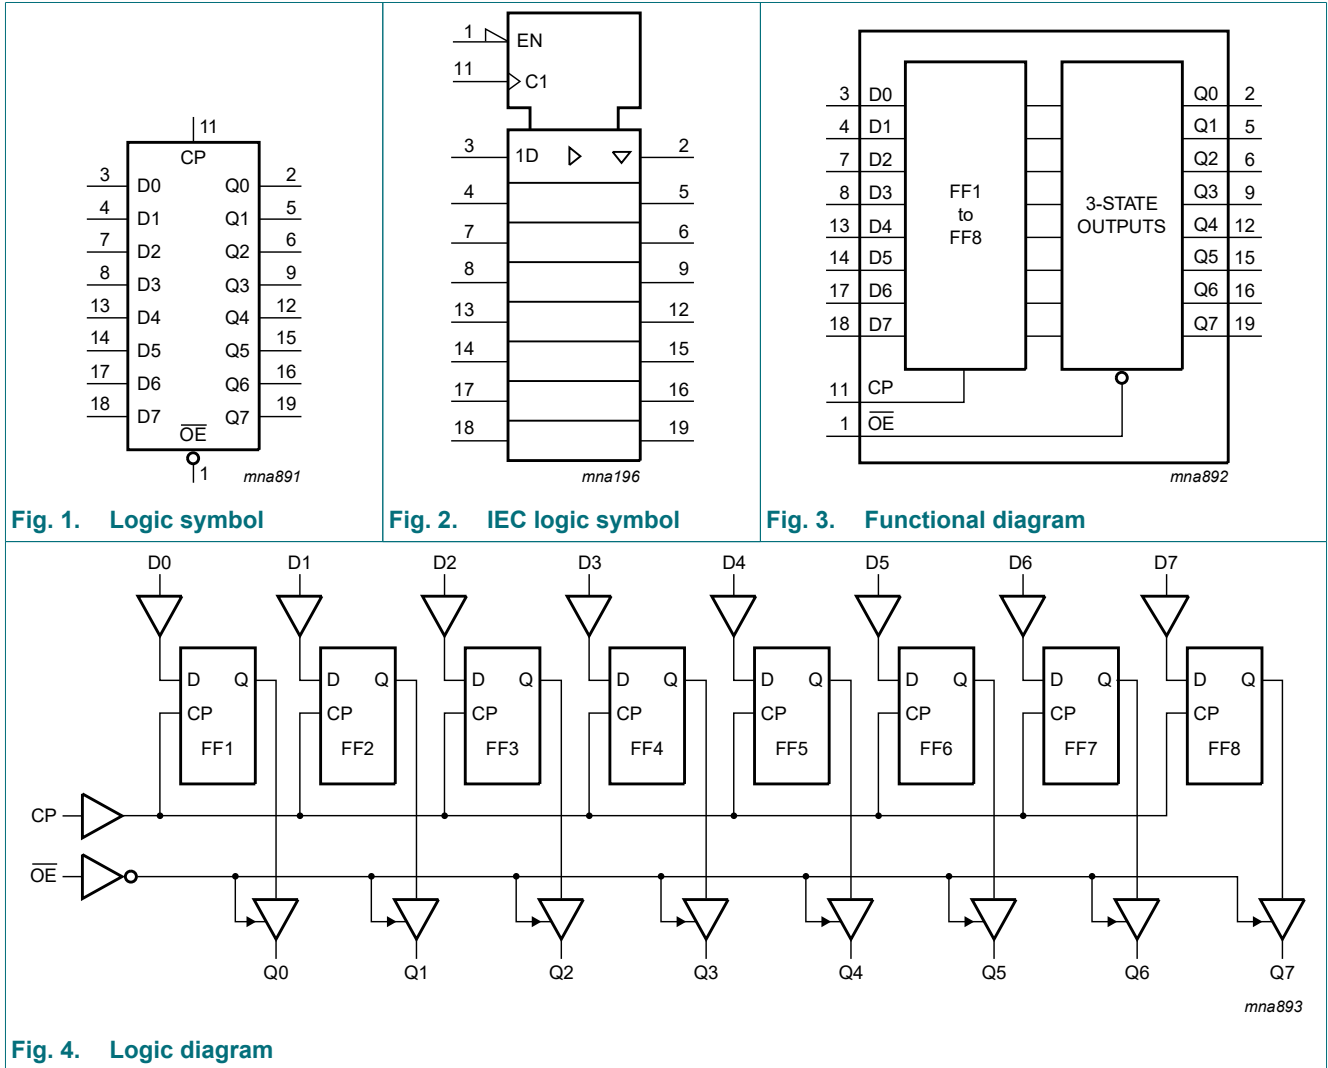 11
CP
3 D0 Q0 2
4 D1 Q1 5
7 D2 Q2 6
8 D3 Q3 9
13 D4 Q4 12
14 D5 Q5 15
17 D6 Q6 16
18 D7 Q7 19
OE
1
mna891
Fig. 1. Logic symbol
1 EN
11 C1
3 1D 2
4 5
7 6
8 9
13 12
14 15
17 16
18 19
mna196
Fig. 2. IEC logic symbol
3 D0 Q0 2
4 D1 Q1 5
7 D2 Q2 6
8 D3 Q3 9
13 D4 Q4 12
14 D5 Q5 15
17 D6 Q6 16
18 D7 Q7 19
FF1
to
FF8
3-STATE
OUTPUTS
11 CP
1 OE
mna892
Fig. 3. Functional diagram
D0 D1 D2 D3 D4 D5 D6 D7
D Q D Q D Q D Q D Q D Q D Q D Q
CP CP CP CP CP CP CP CP
FF1 FF2 FF3 FF4 FF5 FF6 FF7 FF8
CP
OE
Q0 Q1 Q2 Q3 Q4 Q5 Q6 Q7
mna893
Fig. 4. Logic diagram